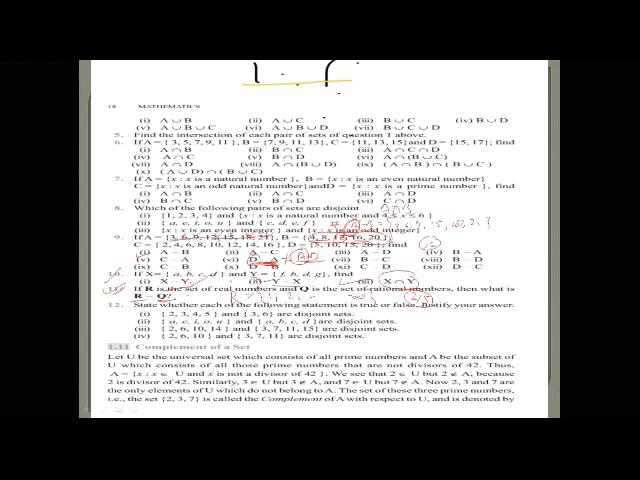 18 MATHEMATICS
(i) A ∪ B (ii) A ∪ C (iii) B ∪ C (iv) B ∪ D
(v) A ∪ B ∪ C (vi) A ∪ B ∪ D (vii) B ∪ C ∪ D
5. Find the intersection of each pair of sets of question 1 above.
6. If A = { 3, 5, 7, 9, 11 }, B = {7, 9, 11, 13}, C = {11, 13, 15} and D = {15, 17}; find
(i) A ∩ B (ii) B ∩ C (iii) A ∩ C ∩ D
(iv) A ∩ C (v) B ∩ D (vi) A ∩ (B ∪ C)
(vii) A ∩ D (viii) A ∩ (B ∪ D) (ix) ( A ∩ B ) ∩ ( B ∪ C )
(x) ( A ∪ D) ∩ ( B ∪ C)
7. If A = {x : x is a natural number }, B = {x : x is an even natural number}
C = {x : x is an odd natural number} andD = {x : x is a prime number }, find
(i) A ∩ B (ii) A ∩ C (iii) A ∩ D
(iv) B ∩ C (v) B ∩ D (vi) C ∩ D
8. Which of the following pairs of sets are disjoint
(i) {1, 2, 3, 4} and {x : x is a natural number and 4 ≤ x ≤ 6 }
(ii) { a, e, i, o, u } and { c, d, e, f }
(iii) {x : x is an even integer } and {x : x is an odd integer}
9. If A = {3, 6, 9, 12, 15, 18, 21}, B = { 4, 8, 12, 16, 20 },
C = { 2, 4, 6, 8, 10, 12, 14, 16 }, D = {5, 10, 15, 20 }; find
(i) A – B (ii) A – C (iii) A – D (iv) B – A
(v) C – A (vi) D – A (vii) B – C (viii) B – D
(ix) C – B (x) D – B (xi) C – D (xii) D – C
10. If X= { a, b, c, d } and Y = { f, b, d, g}, find
(i) X – Y (ii) Y – X (iii) X ∩ Y
11. If R is the set of real numbers and Q is the set of rational numbers, then what is
R – Q?
12. State whether each of the following statement is true or false. Justify your answer.
(i) { 2, 3, 4, 5 } and { 3, 6} are disjoint sets.
(ii) { a, e, i, o, u } and { a, b, c, d }are disjoint sets.
(iii) { 2, 6, 10, 14 } and { 3, 7, 11, 15} are disjoint sets.
(iv) { 2, 6, 10 } and { 3, 7, 11} are disjoint sets.
1.11 Complement of a Set
Let U be the universal set which consists of all prime numbers and A be the subset of
U which consists of all those prime numbers that are not divisors of 42. Thus,
A = {x : x ∈ U and x is not a divisor of 42 }. We see that 2 ∈ U but 2 ∉ A, because
2 is divisor of 42. Similarly, 3 ∈ U but 3 ∉ A, and 7 ∈ U but 7 ∉ A. Now 2, 3 and 7 are
the only elements of U which do not belong to A. The set of these three prime numbers,
i.e., the set {2, 3, 7} is called the Complement of A with respect to U, and is denoted by